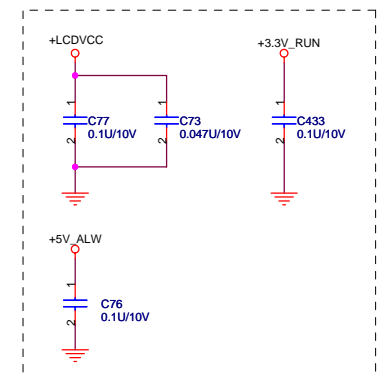 +LCDVCC
+3.3V_RUN
1
1
1
C77
0.1U/10V
C73
0.047U/10V
C433
0.1U/10V
2
2
2
+5V_ALW
1
C76
0.1U/10V
2